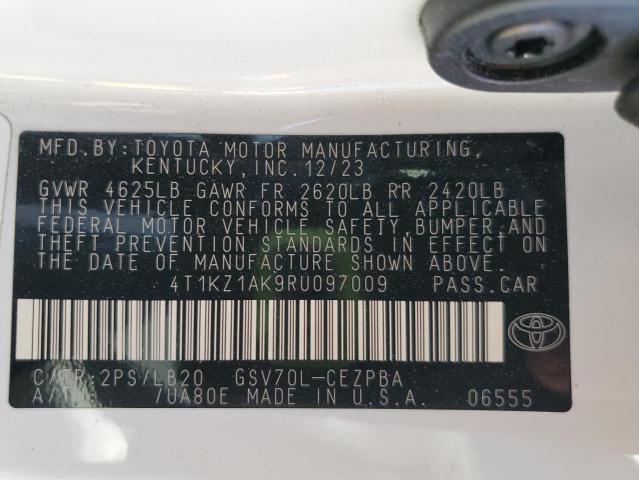 MFD.BY:TOYOTA MOTOR MANUFACTURING,
KENTUCKY,INC.12/23
GVWR 4625LB GAWR FR 2620LB RR 2420LB
THIS VEHICLE CONFORMS TO ALL APPLICABLE
FEDERAL MOTOR VEHICLE SAFETY,BUMPER,AND
THEFT PREVENTION STANDARDS IN EFFECT ON
THE DATE OF MANUFACTURE SHOWN ABOVE.
4T1KZ1AK9RU097009 PASS.CAR
C/TR:2PS/LB20 GSV70L-CEZPBA
/UA80E MADE IN U.S.A. 06555